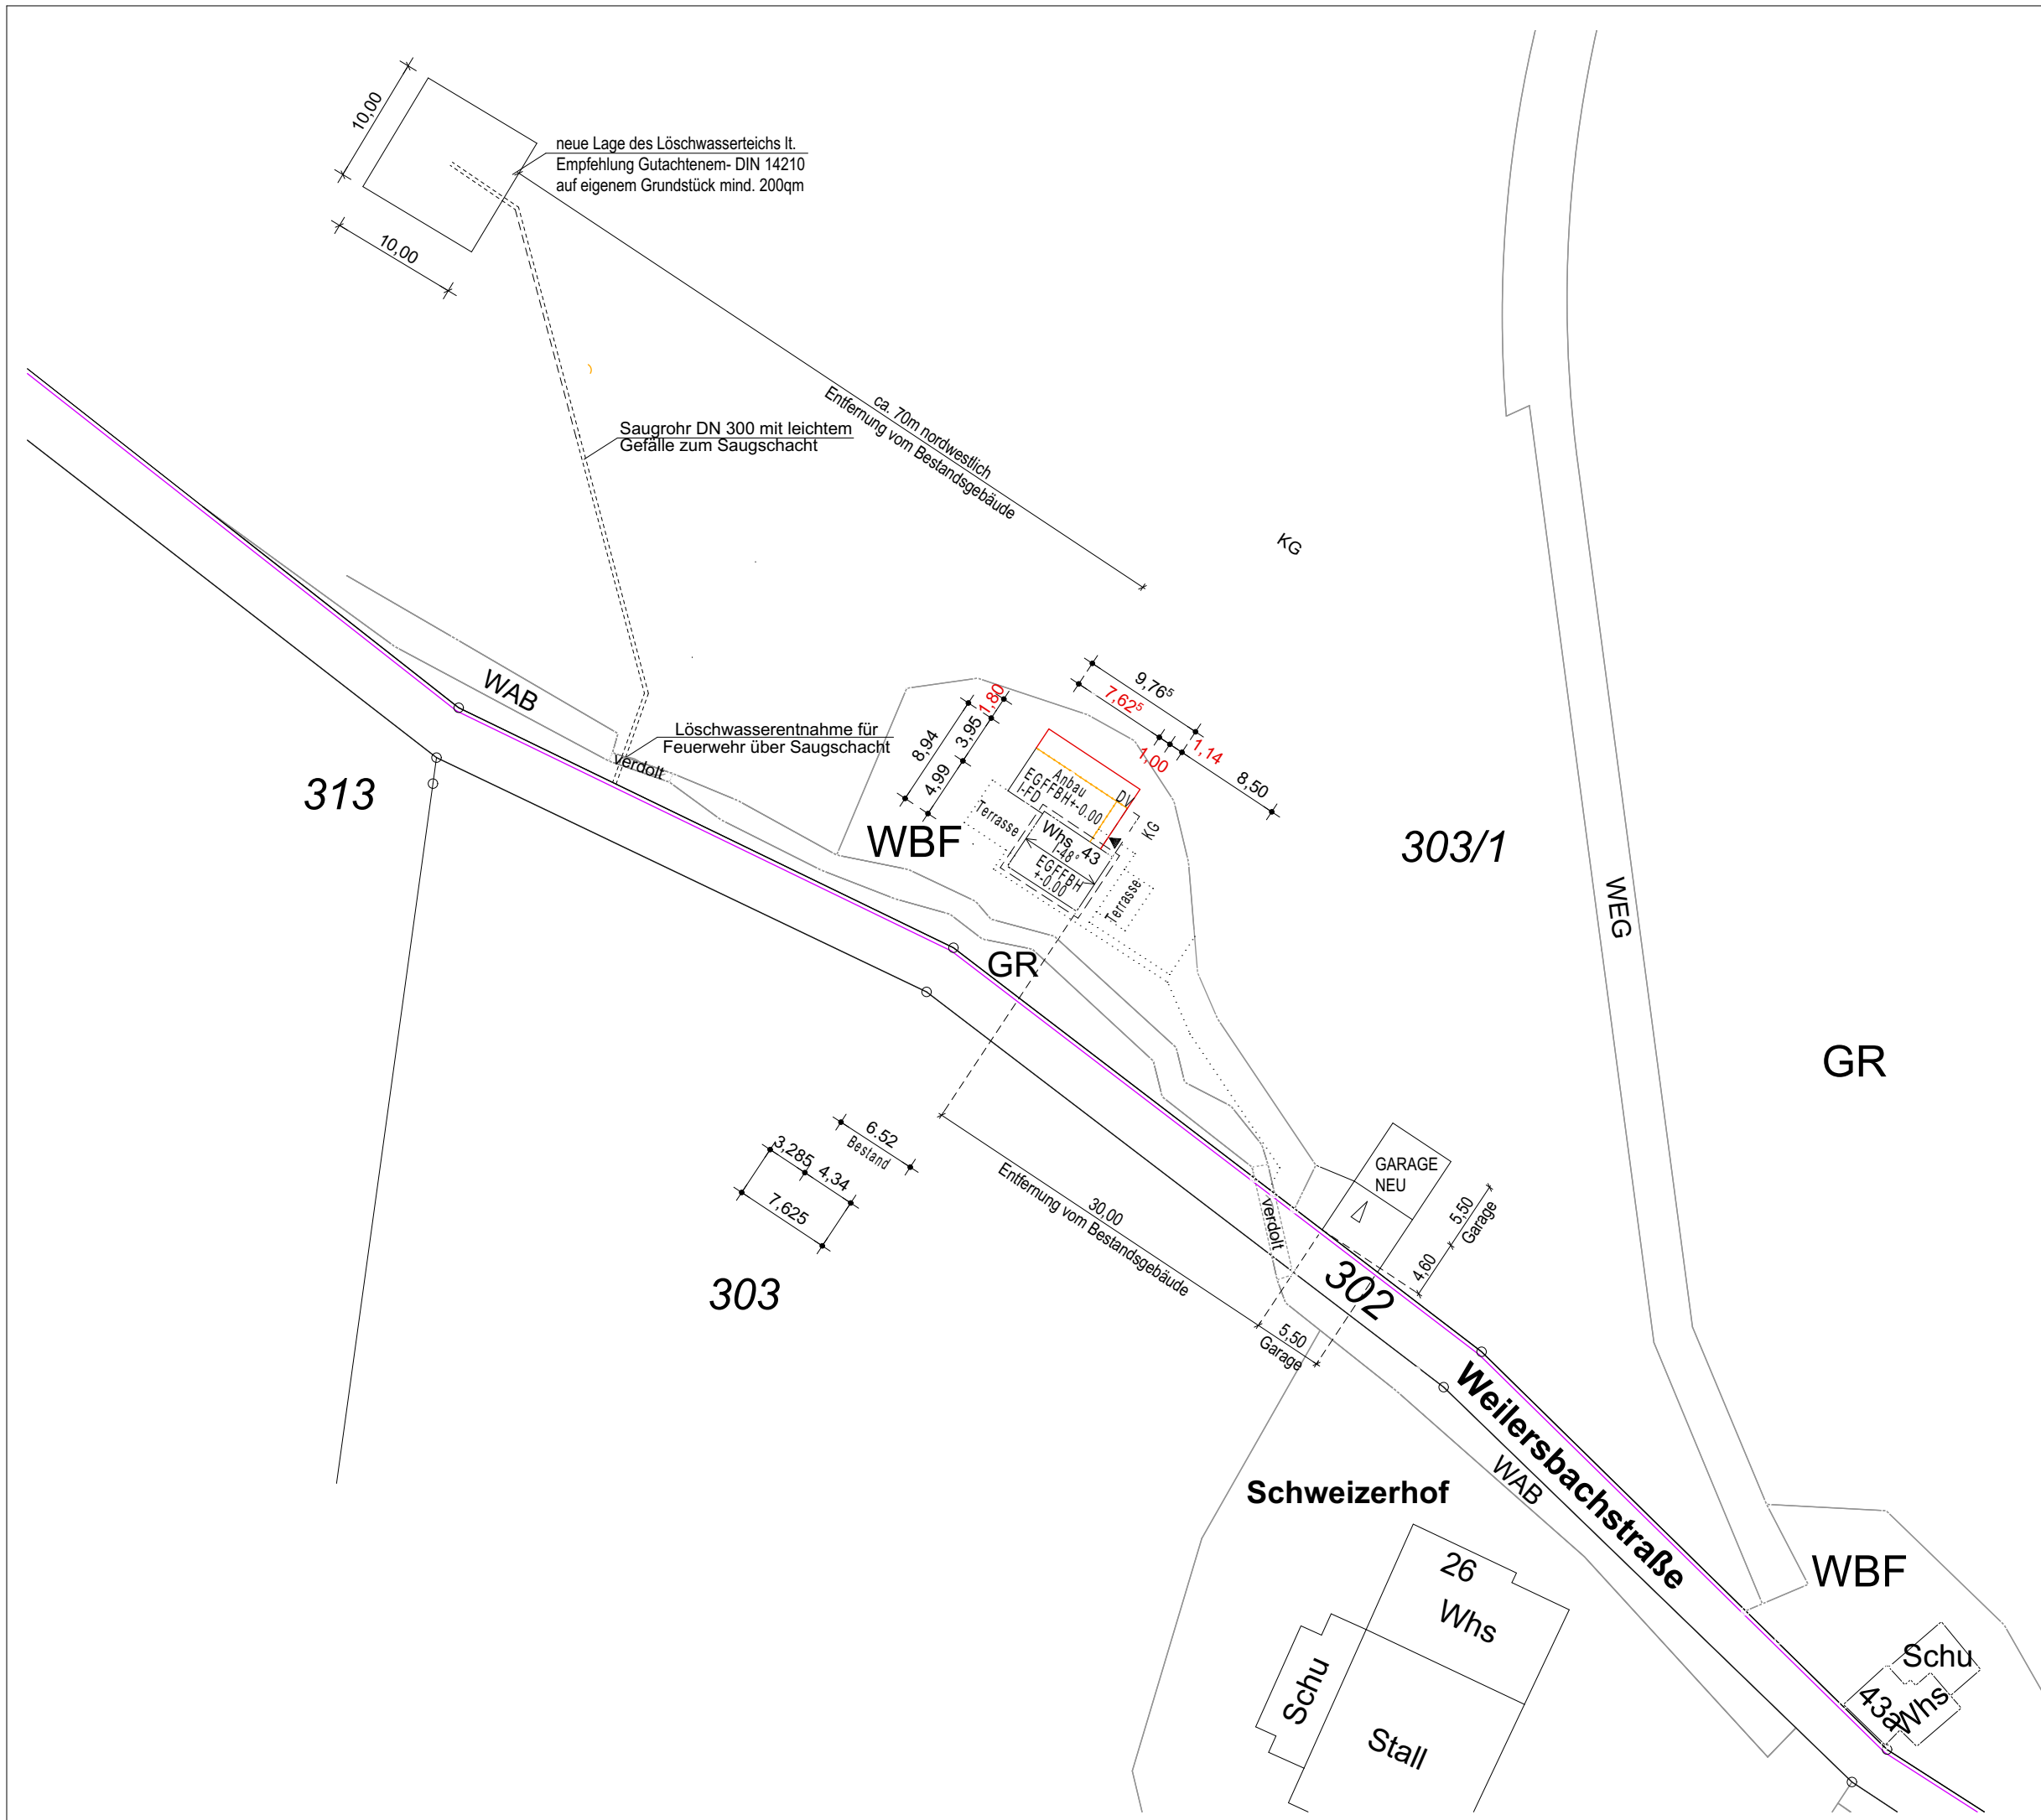 10,00
10,00
neue Lage des Löschwasserteichs lt.
Empfehlung Gutachtenem- DIN 14210
auf eigenem Grundstück mind. 200qm
ca. 70m nordwestlich
Entfernung vom Bestandsgebäude
Saugrohr DN 300 mit leichtem
Gefälle zum Saugschacht
KG
WAB
Löschwasserentnahme für
Feuerwehr über Saugschacht
verdolt
313
1,80
8,94
3,95
4,99
9,76⁵
7,62⁵
1,00
1,14
8,50
WBF
Anbau
EGFFBH+-0.00
I-FD
DV
KG
Terrasse
Whs 43
I-48°
EGFFBH
+-0.00
Terrasse
303/1
WEG
GR
GR
6.52
Bestand
3,285
4,34
7,625
303
30,00
Entfernung vom Bestandsgebäude
verdolt
GARAGE
NEU
5,50
Garage
4,60
302
5,50
Garage
Weilersbachstraße
WAB
Schweizerhof
26
Whs
Schu
Stall
WBF
Schu
43a
Whs